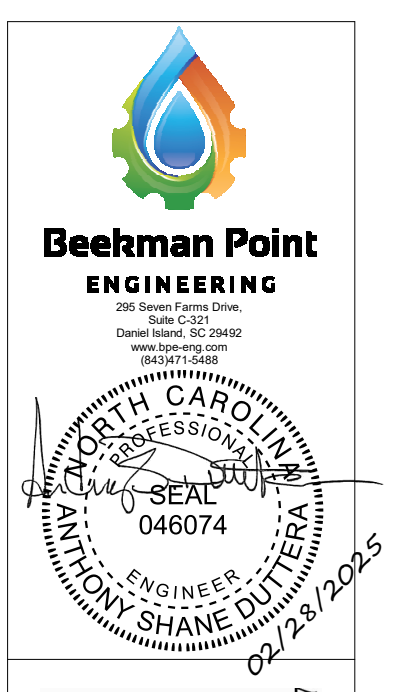 Beekman Point
ENGINEERING
295 Seven Farms Drive,
Suite C-321
Daniel Island, SC 29492
www.bpe-eng.com
(843)471-5488
NORTH CAROLINA
PROFESSIONAL
SEAL
046074
ENGINEER
ANTHONY SHANE DUTTERA
02/28/2025